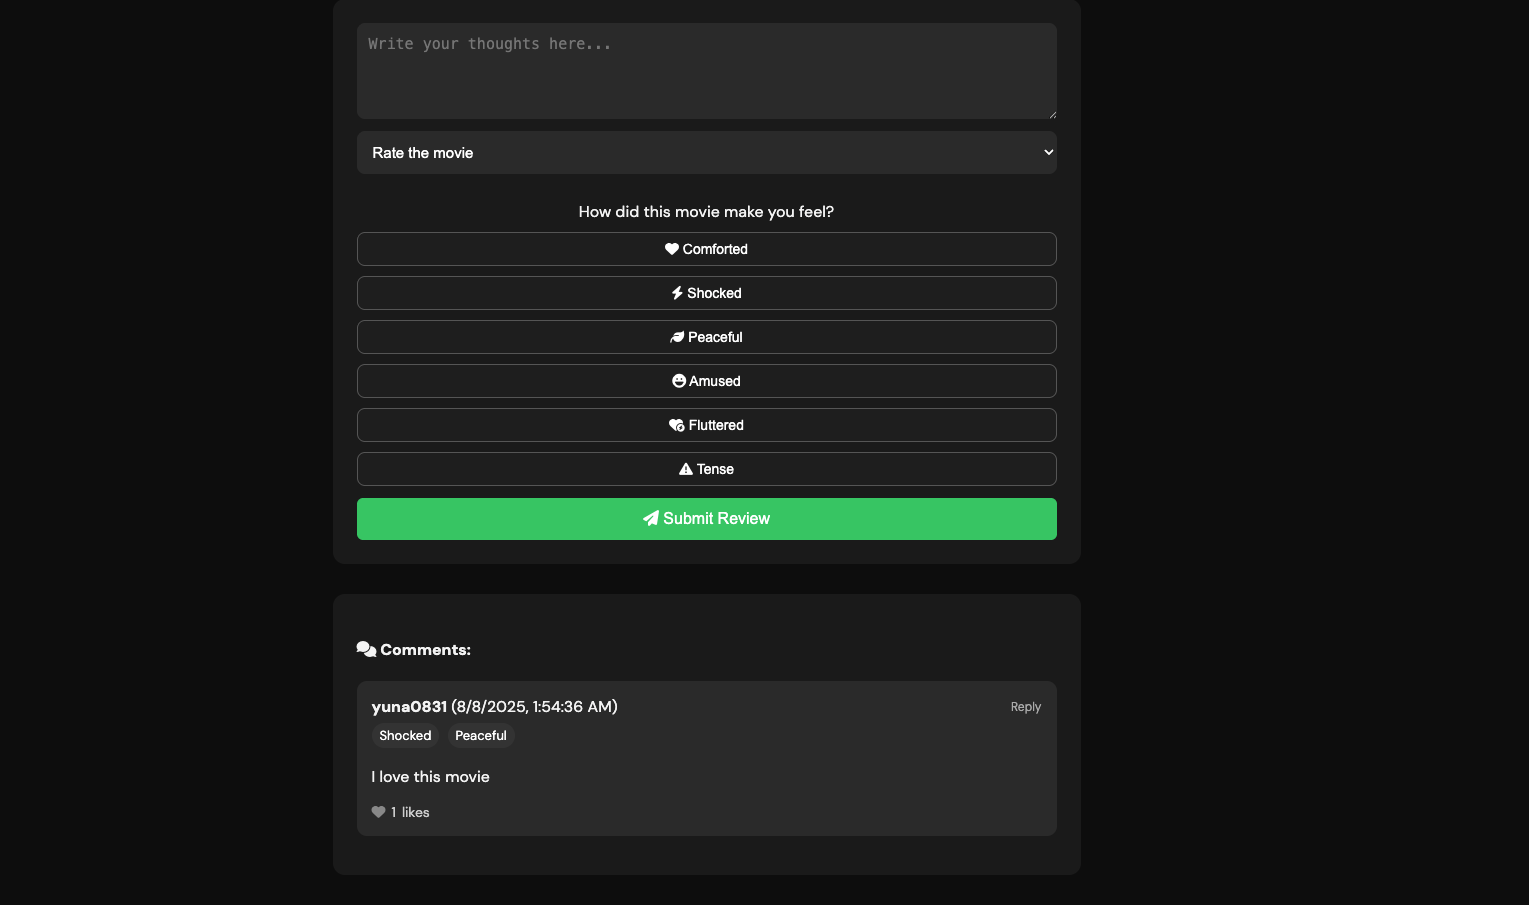 Write your thoughts here...
Rate the movie
How did this movie make you feel?
Comforted
Shocked
Peaceful
Amused
Fluttered
Tense
Submit Review
Comments:
yuna0831 (8/8/2025, 1:54:36 AM) Reply
Shocked Peaceful
I love this movie
1 likes